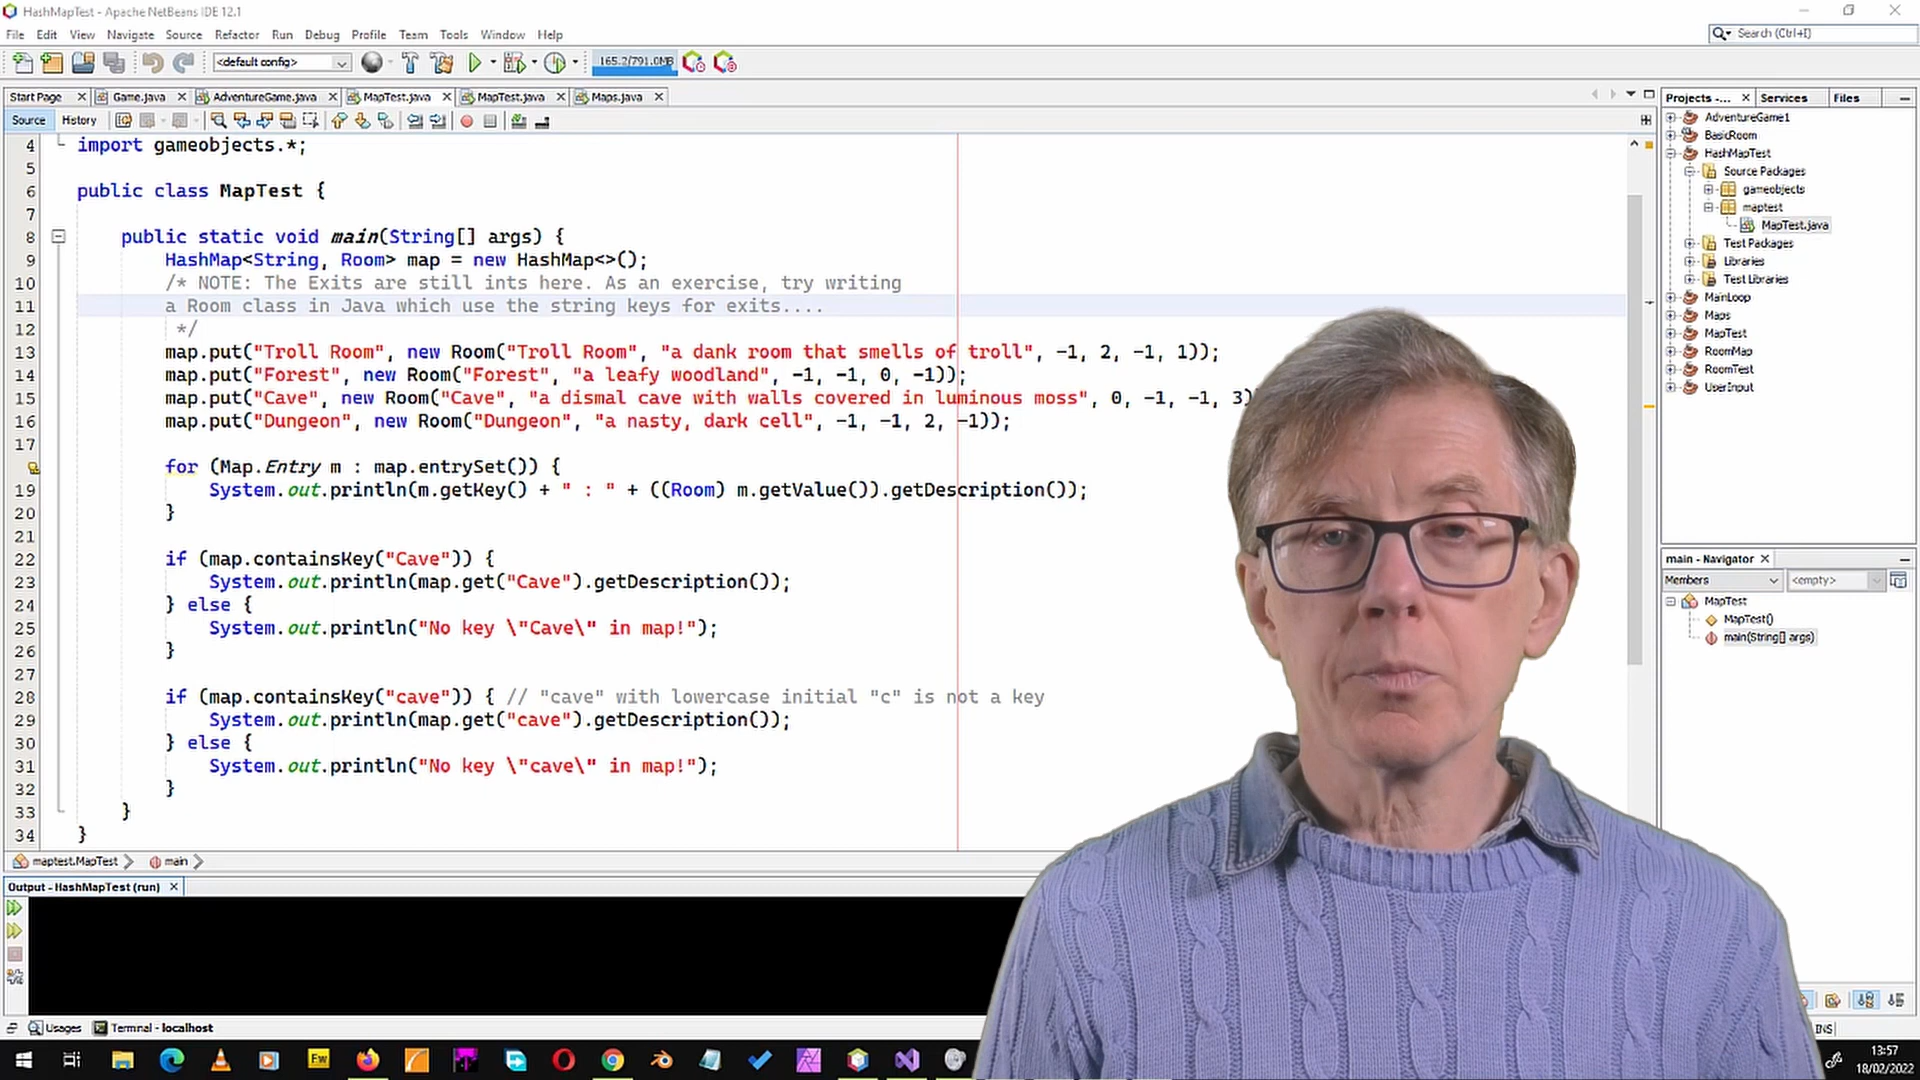 HashMapTest - Apache NetBeans IDE 12.1
File Edit View Navigate Source Refactor Run Debug Profile Team Tools Window Help
Search (Ctrl+I)
<default config>
165.2/791.0MB
Start Page Game.java AdventureGame.java MapTest.java MapTest.java Maps.java
Source History
4 import gameobjects.*;
5
6 public class MapTest {
7
8 public static void main(String[] args) {
9 HashMap<String, Room> map = new HashMap<>();
10 /* NOTE: The Exits are still ints here. As an exercise, try writing
11 a Room class in Java which use the string keys for exits....
12 */
13 map.put("Troll Room", new Room("Troll Room", "a dank room that smells of troll", -1, 2, -1, 1));
14 map.put("Forest", new Room("Forest", "a leafy woodland", -1, -1, 0, -1));
15 map.put("Cave", new Room("Cave", "a dismal cave with walls covered in luminous moss", 0, -1, -1, 3)
16 map.put("Dungeon", new Room("Dungeon", "a nasty, dark cell", -1, -1, 2, -1));
17
for (Map.Entry m : map.entrySet()) {
19 System.out.println(m.getKey() + " : " + ((Room) m.getValue()).getDescription());
20 }
21
22 if (map.containsKey("Cave")) {
23 System.out.println(map.get("Cave").getDescription());
24 } else {
25 System.out.println("No key \"Cave\" in map!");
26 }
27
28 if (map.containsKey("cave")) { // "cave" with lowercase initial "c" is not a key
29 System.out.println(map.get("cave").getDescription());
30 } else {
31 System.out.println("No key \"cave\" in map!");
32 }
33 }
34 }
maptest.MapTest main
Output - HashMapTest (run)
Usages Terminal - localhost
Projects -... Services Files
AdventureGame1
BasicRoom
HashMapTest
Source Packages
gameobjects
maptest
MapTest.java
Test Packages
Libraries
Test Libraries
MainLoop
Maps
MapTest
RoomMap
RoomTest
UserInput
main - Navigator
Members <empty>
MapTest
MapTest()
main(String[] args)
INS
Fw
13:57
18/02/2022